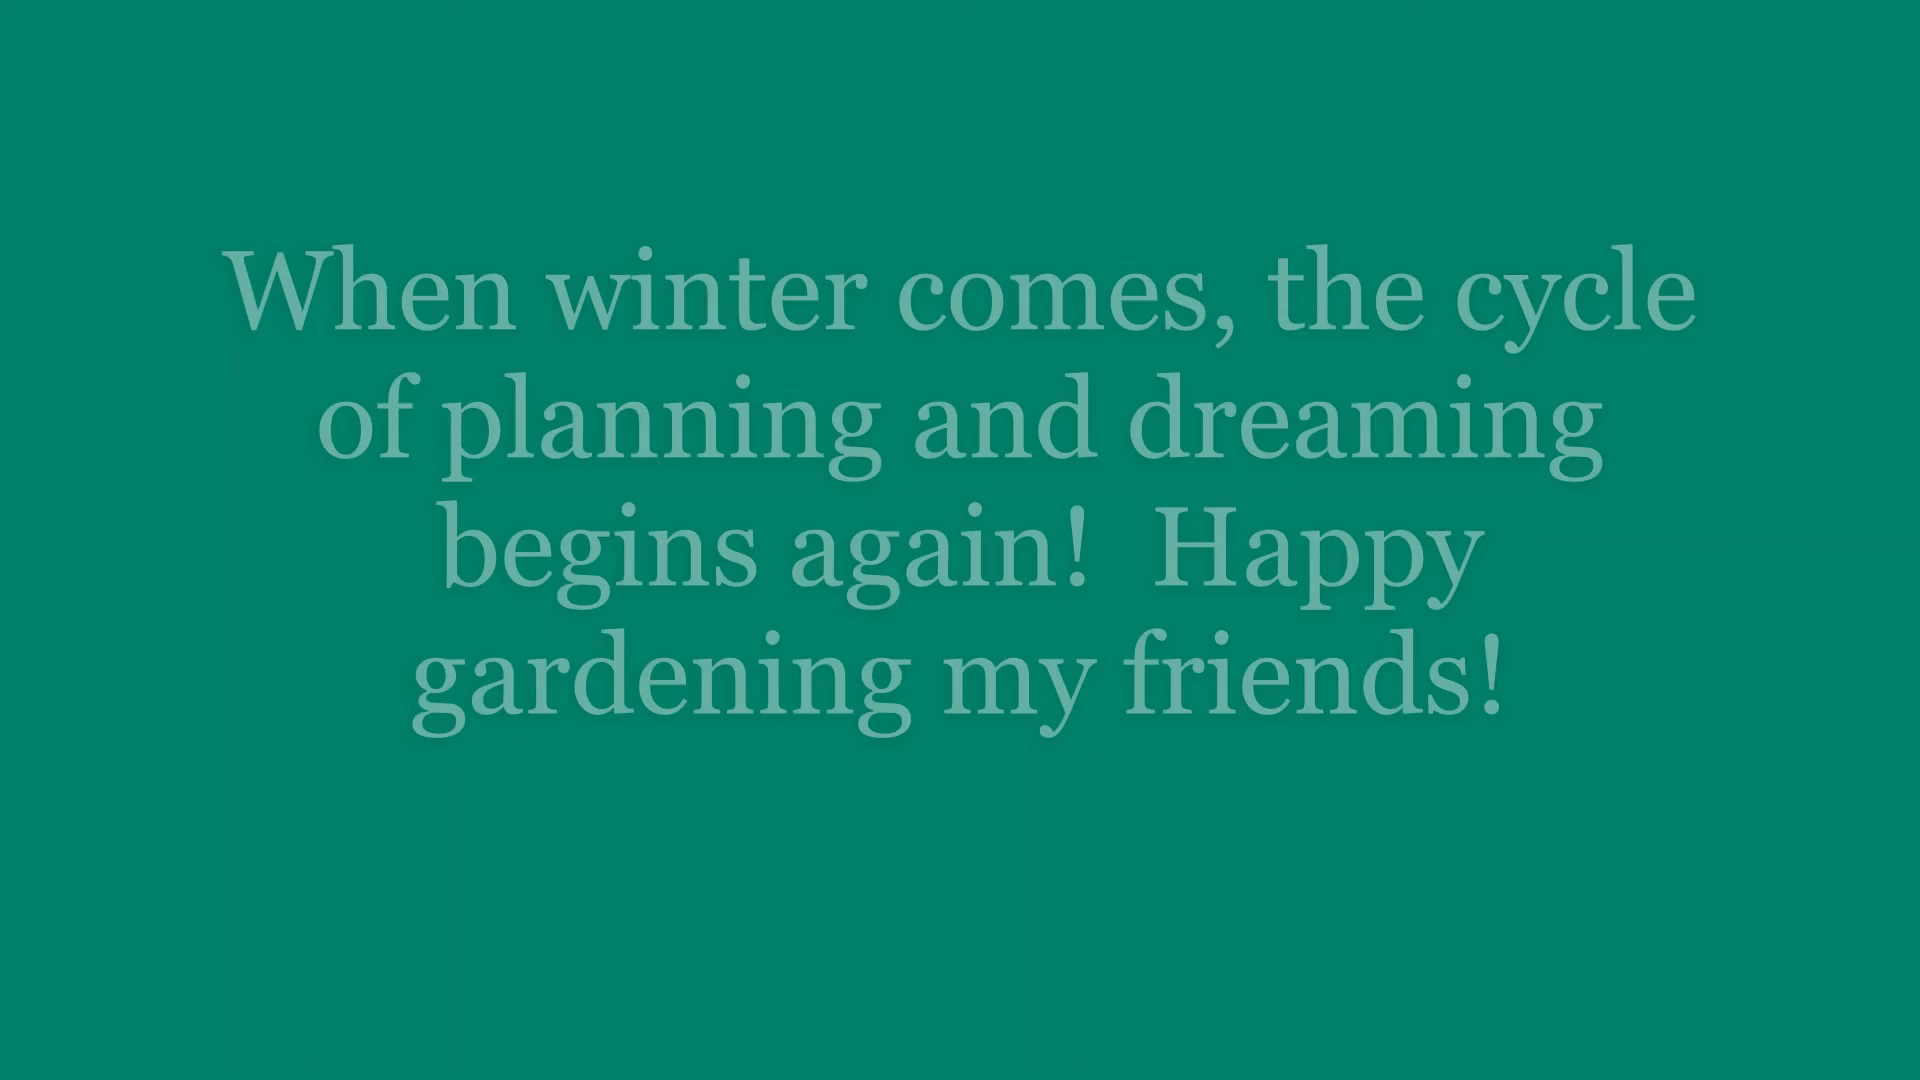 When winter comes, the cycle
of planning and dreaming
begins again!  Happy
gardening my friends!